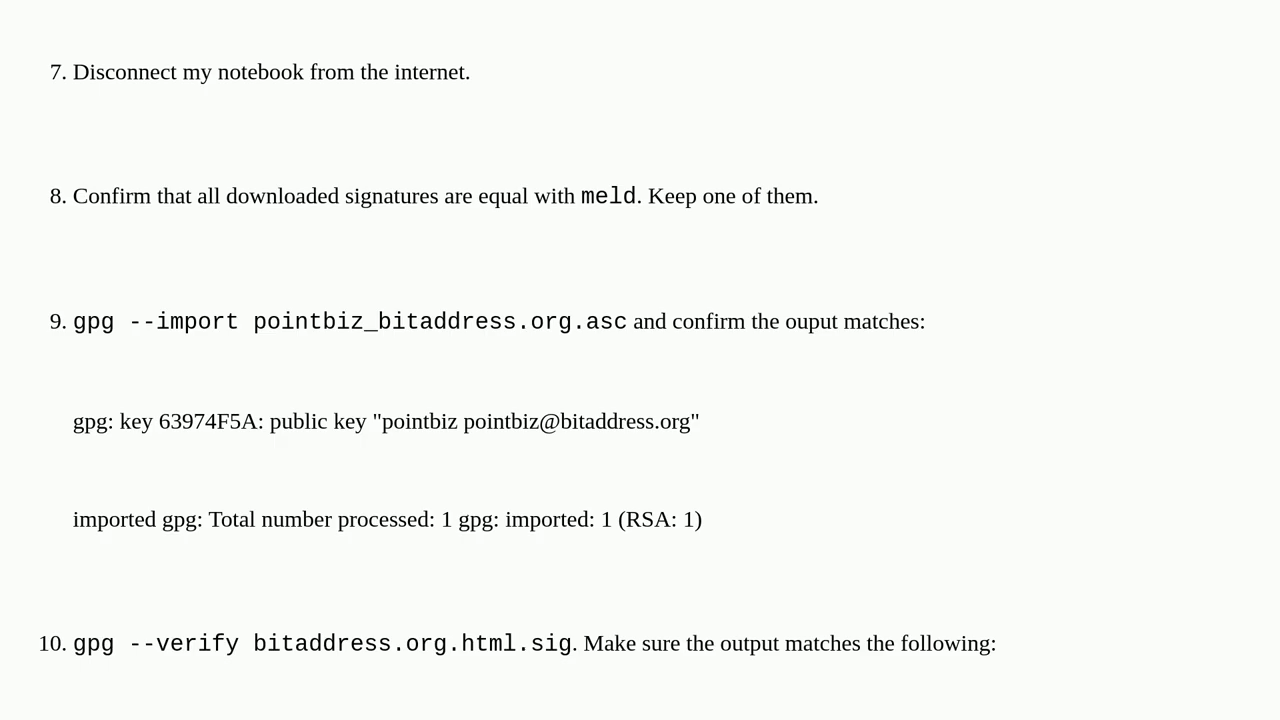 7. Disconnect my notebook from the internet.
8. Confirm that all downloaded signatures are equal with meld. Keep one of them.
9. gpg --import pointbiz_bitaddress.org.asc and confirm the ouput matches:
gpg: key 63974F5A: public key "pointbiz pointbiz@bitaddress.org"
imported gpg: Total number processed: 1 gpg: imported: 1 (RSA: 1)
10. gpg --verify bitaddress.org.html.sig. Make sure the output matches the following: